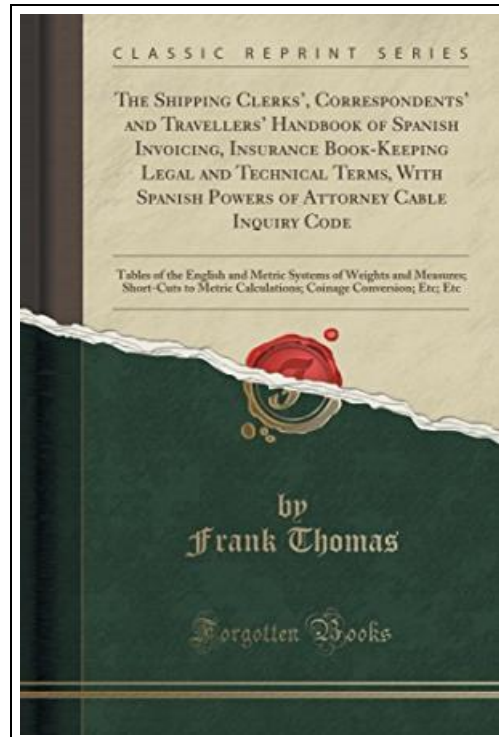 CLASSIC REPRINT SERIES
THE SHIPPING CLERKS', CORRESPONDENTS'
AND TRAVELLERS' HANDBOOK OF SPANISH
INVOICING, INSURANCE BOOK-KEEPING
LEGAL AND TECHNICAL TERMS, WITH
SPANISH POWERS OF ATTORNEY CABLE
INQUIRY CODE
Tables of the English and Metric Systems of Weights and Measures;
Short-Cuts to Metric Calculations; Coinage Conversion; Etc; Etc
by
Frank Thomas
Forgotten Books